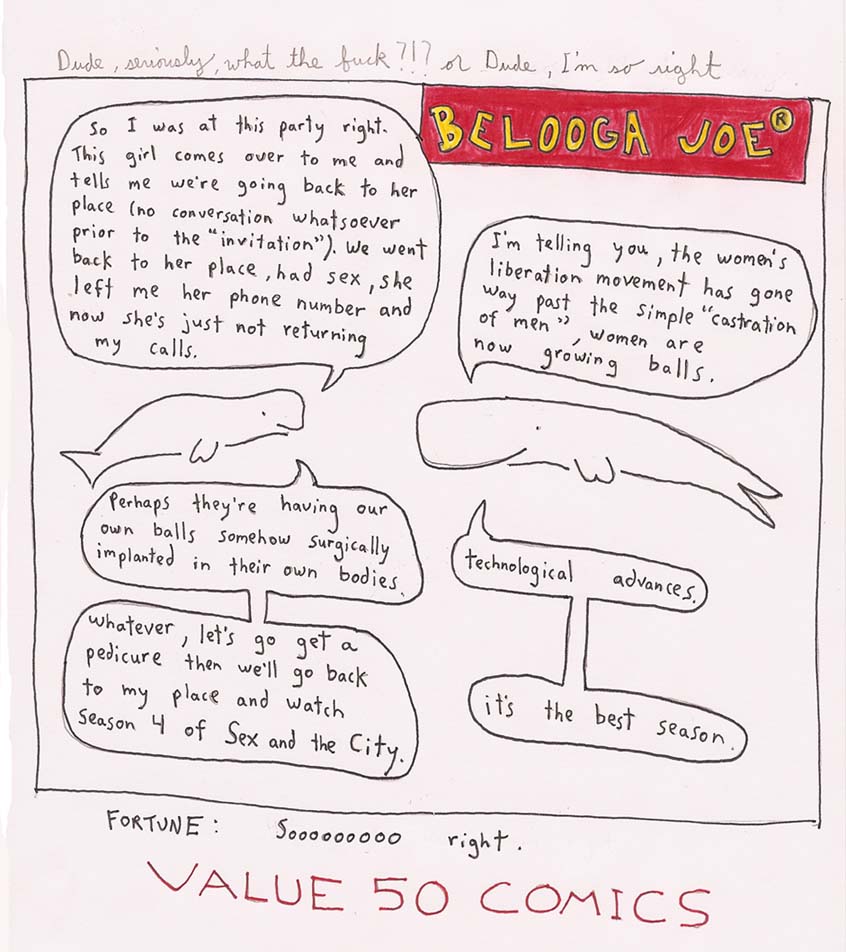 Dude, seriously, what the fuck?!? or Dude, I'm so right
BELOOGA JOE®
So I was at this party right.
This girl comes over to me and
tells me we're going back to her
place (no conversation whatsoever
prior to the "invitation"). We went
back to her place, had sex, she
left me her phone number and
now she's just not returning
my calls.
I'm telling you, the women's
liberation movement has gone
way past the simple "castration
of men", women are
now growing balls.
Perhaps they're having our
own balls somehow surgically
implanted in their own bodies.
technological advances.
whatever, let's go get a
pedicure then we'll go back
to my place and watch
Season 4 of Sex and the City.
it's the best season.
FORTUNE: Sooooooooo right.
VALUE 50 COMICS